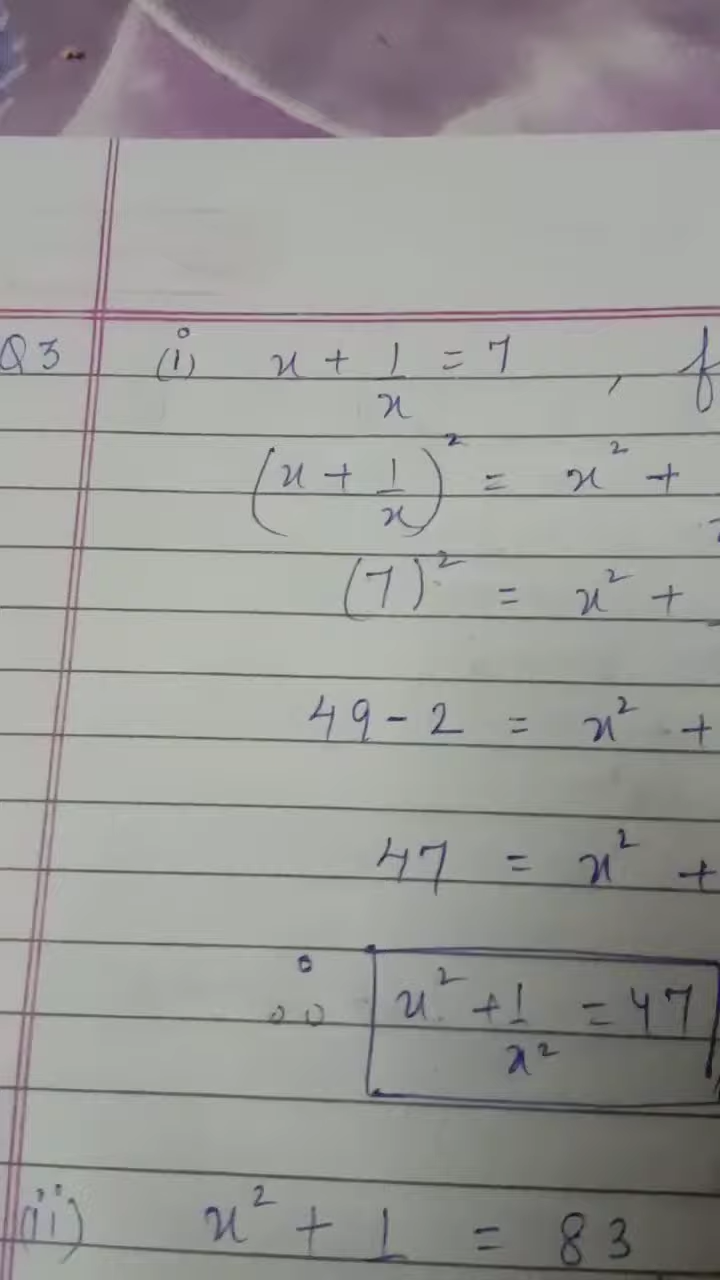 Q3 (i) x + 1/x = 7 , f
(x + 1/x)² = x² +
(7)² = x² +
49 - 2 = x² +
47 = x² +
∴ x² + 1/x² = 47
(ii) x² + 1 = 83